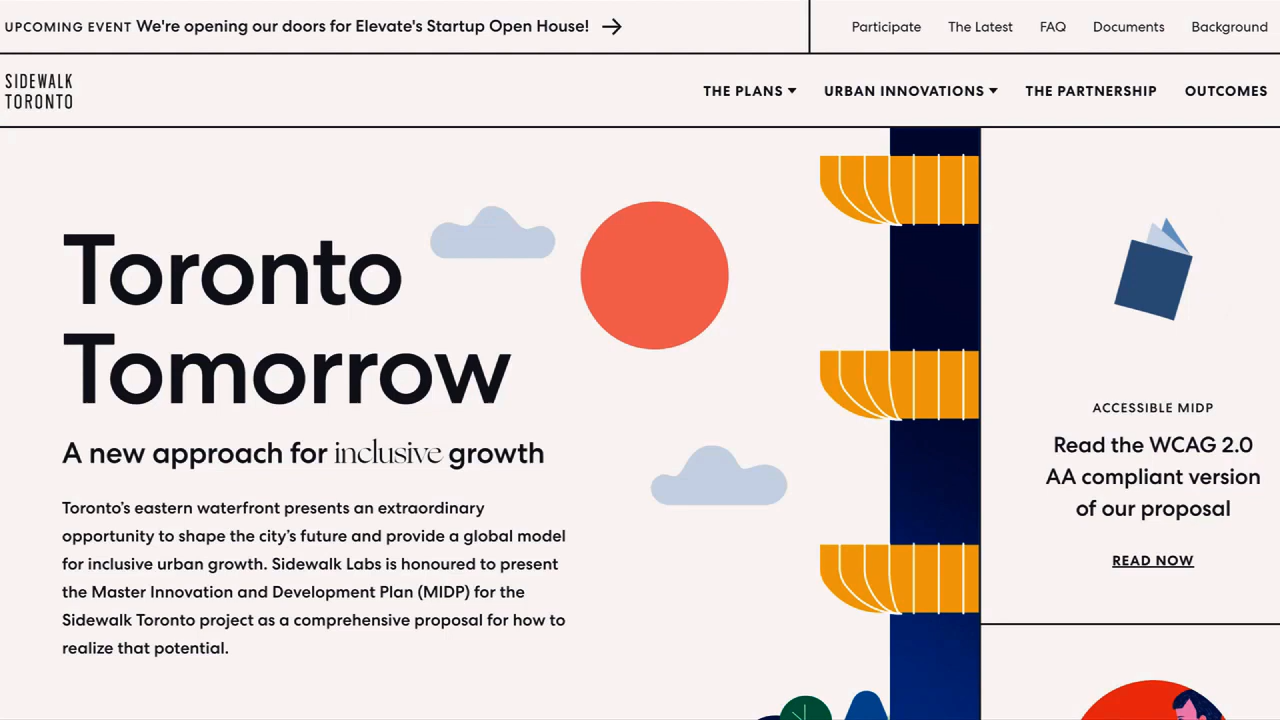 UPCOMING EVENT We're opening our doors for Elevate's Startup Open House!
Participate The Latest FAQ Documents Background
SIDEWALK
TORONTO
THE PLANS URBAN INNOVATIONS THE PARTNERSHIP OUTCOMES
Toronto
Tomorrow
A new approach for inclusive growth
Toronto’s eastern waterfront presents an extraordinary
opportunity to shape the city’s future and provide a global model
for inclusive urban growth. Sidewalk Labs is honoured to present
the Master Innovation and Development Plan (MIDP) for the
Sidewalk Toronto project as a comprehensive proposal for how to
realize that potential.
ACCESSIBLE MIDP
Read the WCAG 2.0
AA compliant version
of our proposal
READ NOW